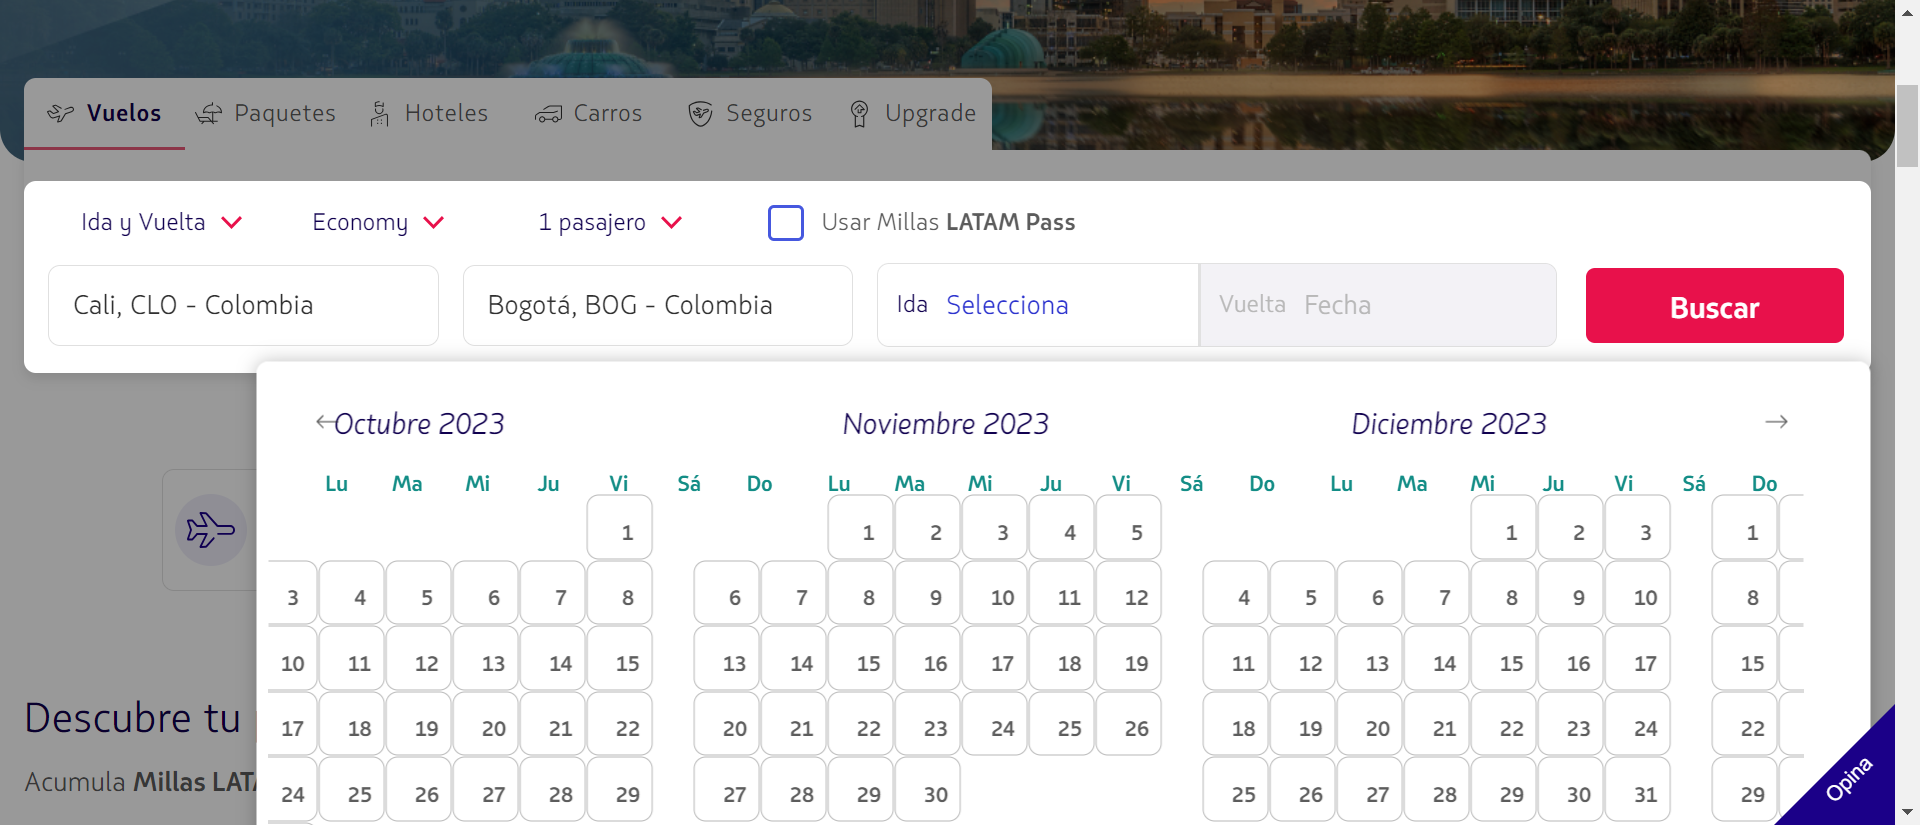 Vuelos Paquetes Hoteles Carros Seguros Upgrade
Ida y Vuelta Economy 1 pasajero Usar Millas LATAM Pass
Cali, CLO - Colombia Bogotá, BOG - Colombia Ida Selecciona Vuelta Fecha Buscar
Octubre 2023 Noviembre 2023 Diciembre 2023
Lu Ma Mi Ju Vi Sá Do Lu Ma Mi Ju Vi Sá Do Lu Ma Mi Ju Vi Sá Do
1 1 2 3 4 5 1 2 3 1
3 4 5 6 7 8 6 7 8 9 10 11 12 4 5 6 7 8 9 10 8
10 11 12 13 14 15 13 14 15 16 17 18 19 11 12 13 14 15 16 17 15
Descubre tu
17 18 19 20 21 22 20 21 22 23 24 25 26 18 19 20 21 22 23 24 22
Acumula Millas
24 25 26 27 28 29 27 28 29 30 25 26 27 28 29 30 31 29
Opina